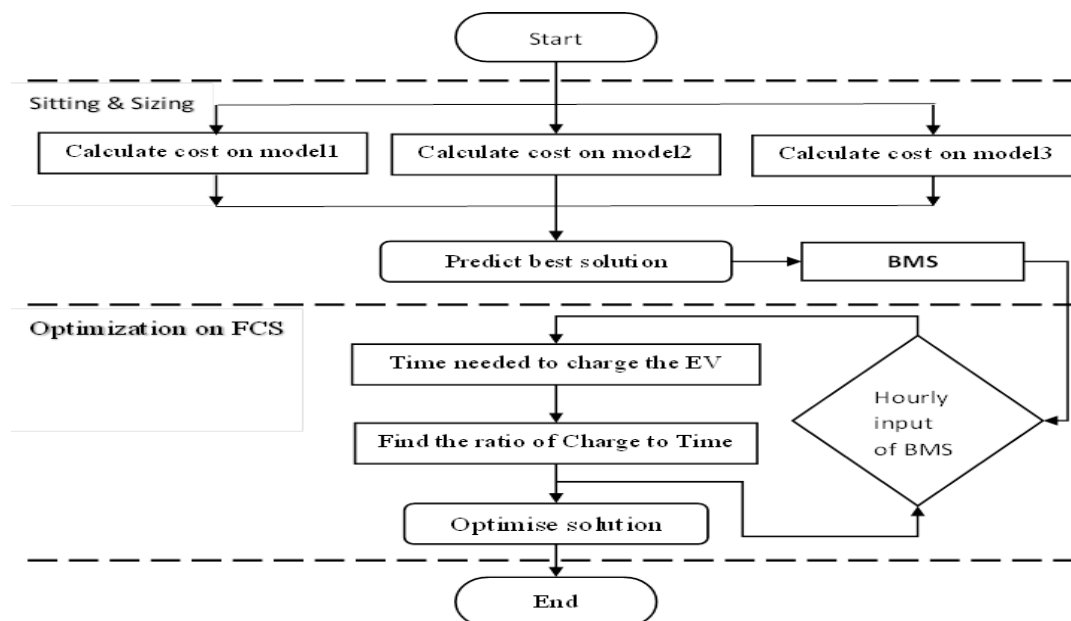 Start
Sitting & Sizing
Calculate cost on model1
Calculate cost on model2
Calculate cost on model3
Predict best solution
BMS
Optimization on FCS
Time needed to charge the EV
Hourly
input
of BMS
Find the ratio of Charge to Time
Optimise solution
End